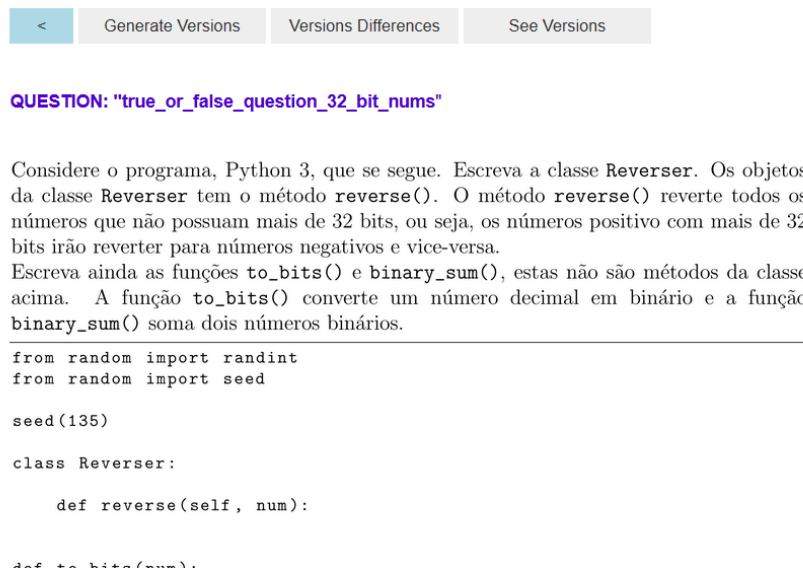 < Generate Versions Versions Differences See Versions
QUESTION: "true_or_false_question_32_bit_nums"
Considere o programa, Python 3, que se segue. Escreva a classe Reverser. Os objetos
da classe Reverser tem o método reverse(). O método reverse() reverte todos os
números que não possuam mais de 32 bits, ou seja, os números positivo com mais de 32
bits irão reverter para números negativos e vice-versa.
Escreva ainda as funções to_bits() e binary_sum(), estas não são métodos da classe
acima. A função to_bits() converte um número decimal em binário e a função
binary_sum() soma dois números binários.
from random import randint
from random import seed
seed(135)
class Reverser:
def reverse(self, num):
def to_bits(num):